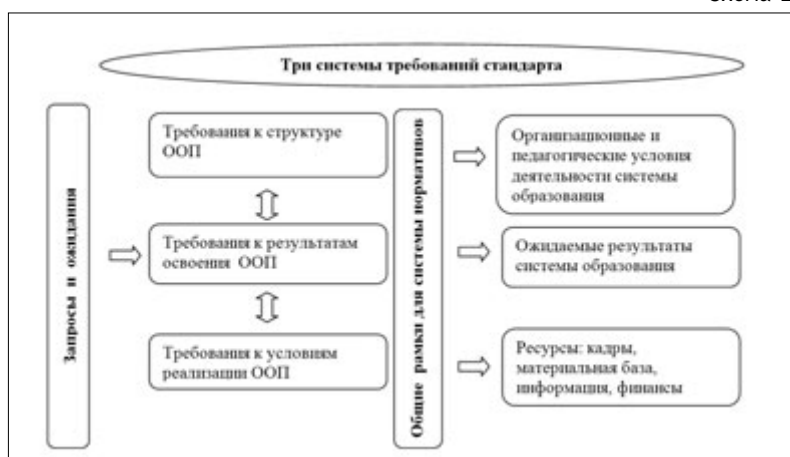 Три системы требований стандарта
Запросы и ожидания
Требования к структуре
ООП
Требования к результатам
освоения ООП
Требования к условиям
реализации ООП
Общие рамки для системы нормативов
Организационные и
педагогические условия
деятельности системы
образования
Ожидаемые результаты
системы образования
Ресурсы: кадры,
материальная база,
информация, финансы